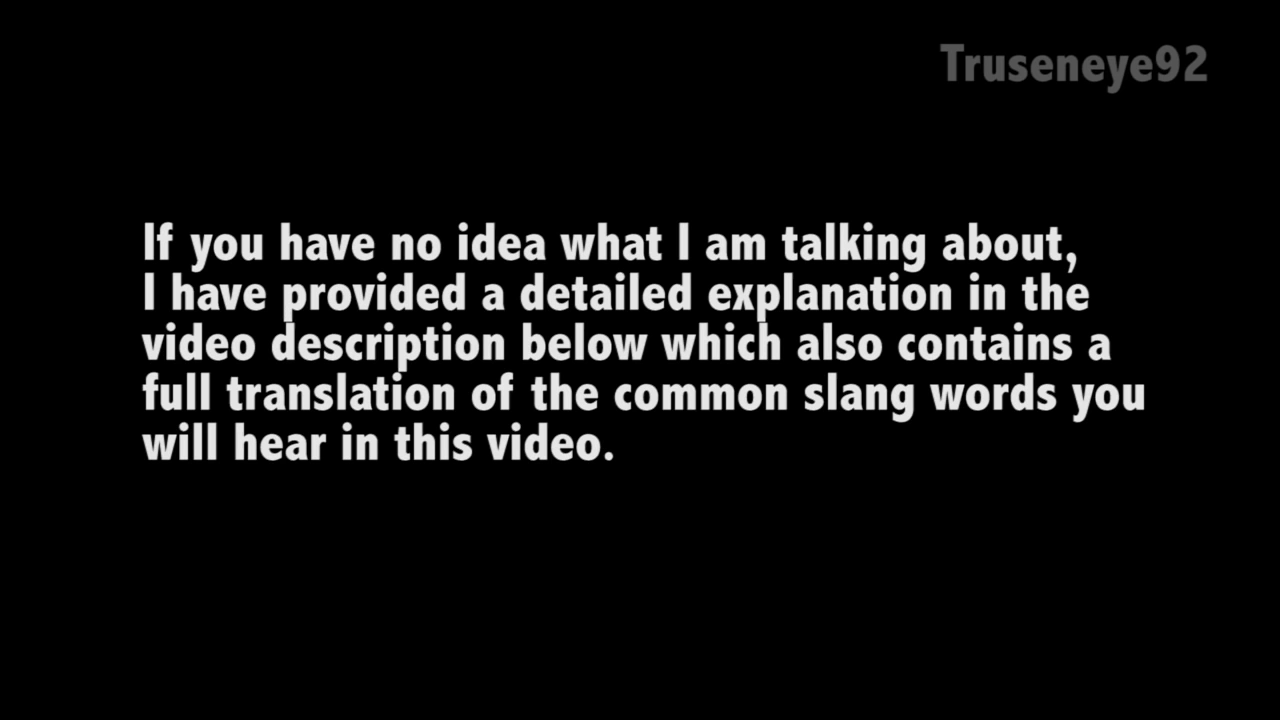 Truseneye92
If you have no idea what I am talking about,
I have provided a detailed explanation in the
video description below which also contains a
full translation of the common slang words you
will hear in this video.